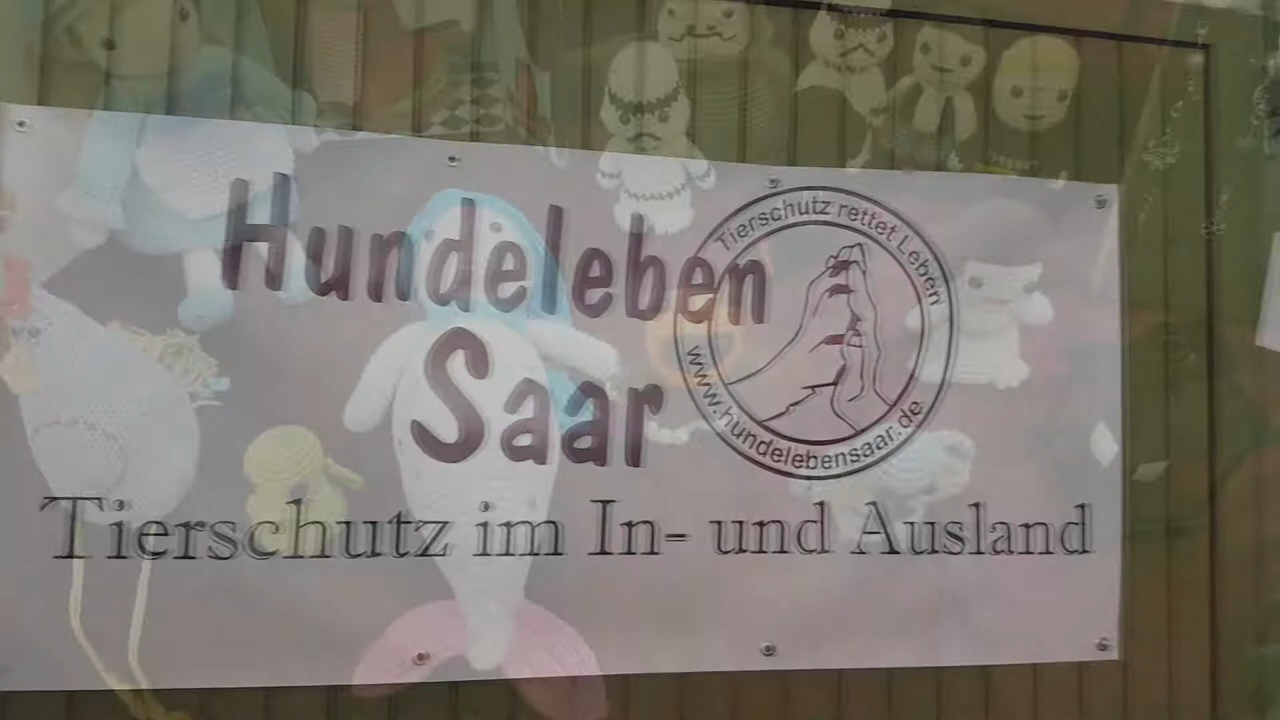 Hundeleben
Saar
Tierschutz rettet Leben
www.hundelebensaar.de
Tierschutz im In- und Ausland